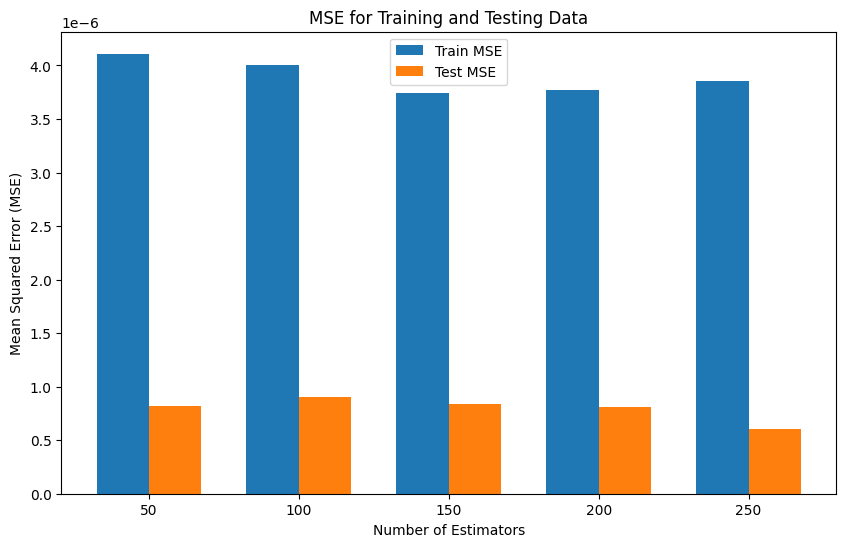 MSE for Training and Testing Data
1e−6
Train MSE
Test MSE
4.0
3.5
3.0
2.5
2.0
1.5
1.0
0.5
0.0
Mean Squared Error (MSE)
50 100 150 200 250
Number of Estimators